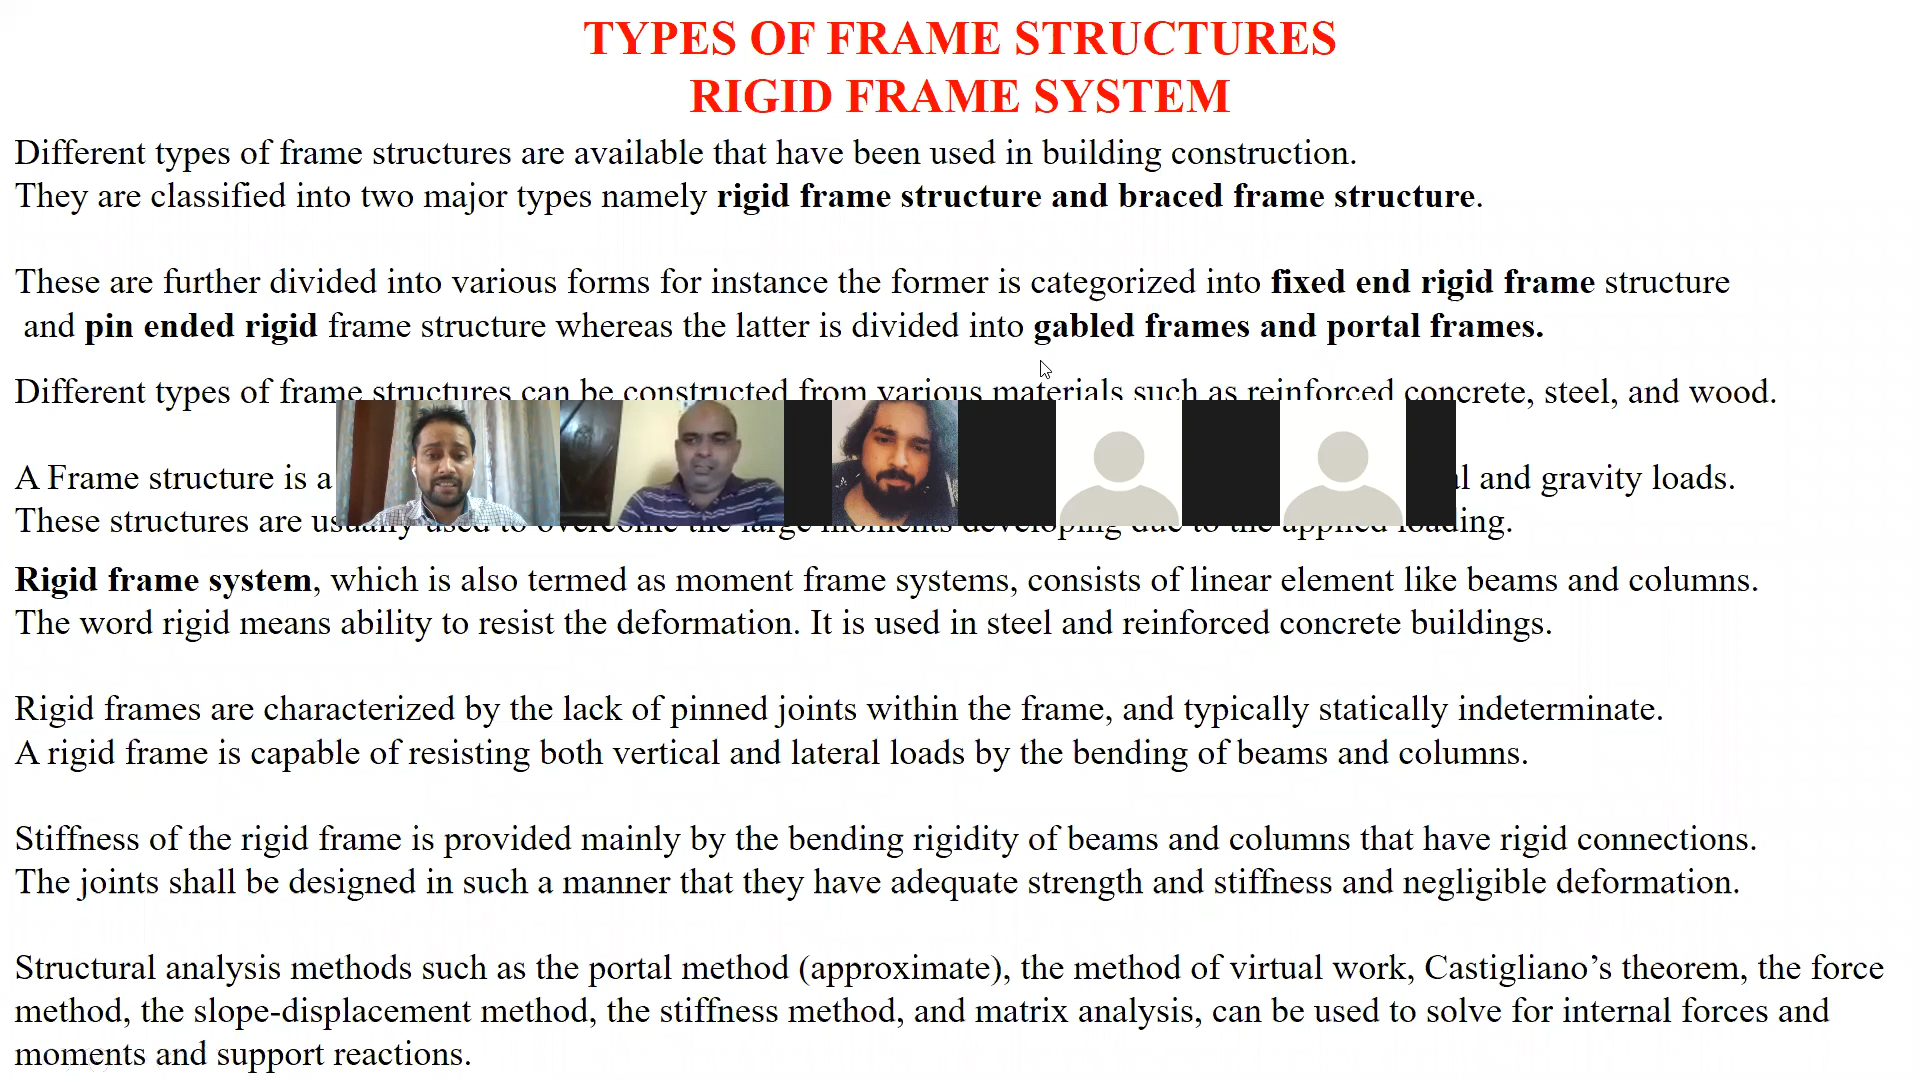 TYPES OF FRAME STRUCTURES
RIGID FRAME SYSTEM
Different types of frame structures are available that have been used in building construction.
They are classified into two major types namely rigid frame structure and braced frame structure.
These are further divided into various forms for instance the former is categorized into fixed end rigid frame structure
and pin ended rigid frame structure whereas the latter is divided into gabled frames and portal frames.
Different types of frame structures can be constructed from various materials such as reinforced concrete, steel, and wood.
A Frame structure is a and gravity loads.
These structures are usually used to overcome the large moments developing due to the applied loading.
Rigid frame system, which is also termed as moment frame systems, consists of linear element like beams and columns.
The word rigid means ability to resist the deformation. It is used in steel and reinforced concrete buildings.
Rigid frames are characterized by the lack of pinned joints within the frame, and typically statically indeterminate.
A rigid frame is capable of resisting both vertical and lateral loads by the bending of beams and columns.
Stiffness of the rigid frame is provided mainly by the bending rigidity of beams and columns that have rigid connections.
The joints shall be designed in such a manner that they have adequate strength and stiffness and negligible deformation.
Structural analysis methods such as the portal method (approximate), the method of virtual work, Castigliano’s theorem, the force
method, the slope-displacement method, the stiffness method, and matrix analysis, can be used to solve for internal forces and
moments and support reactions.